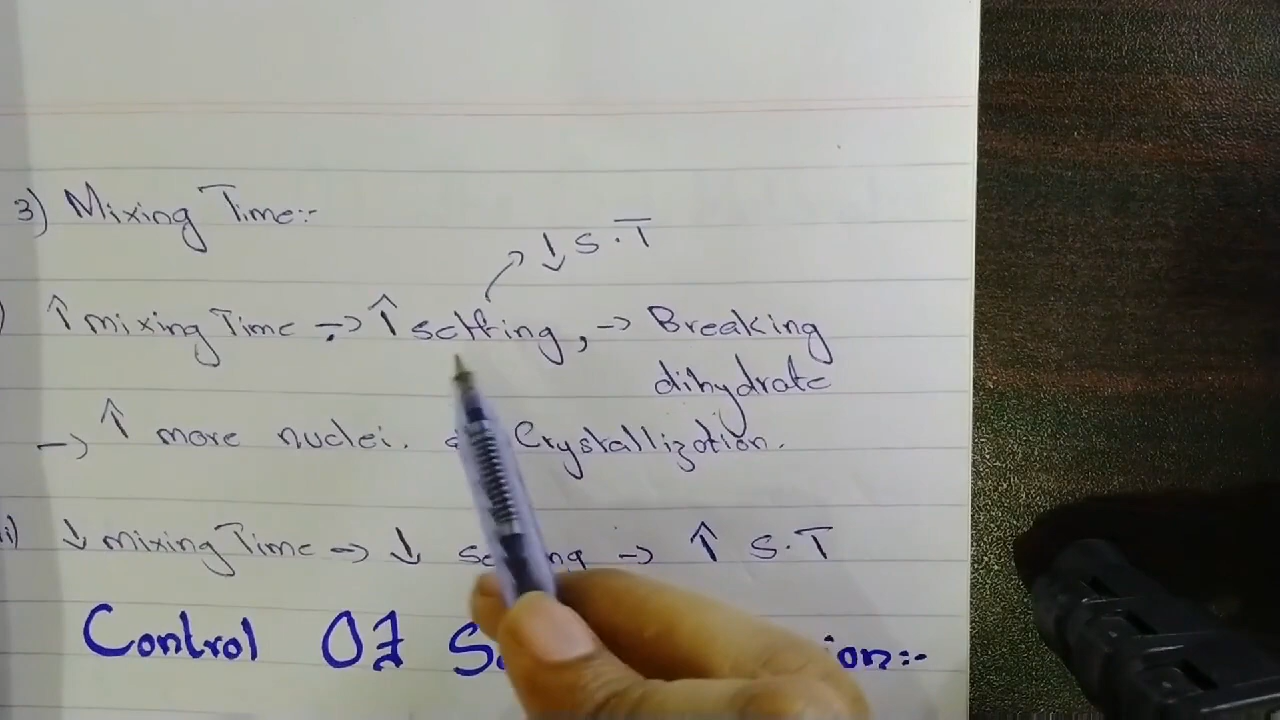 3) Mixing Time:-
↓ S.T
) ↑ mixing Time -> ↑ setting, -> Breaking
dihydrate
-> ↑ more nuclei. Crystallization.
i) ↓ mixing Time -> ↓ -> ↑ S.T
Control Of